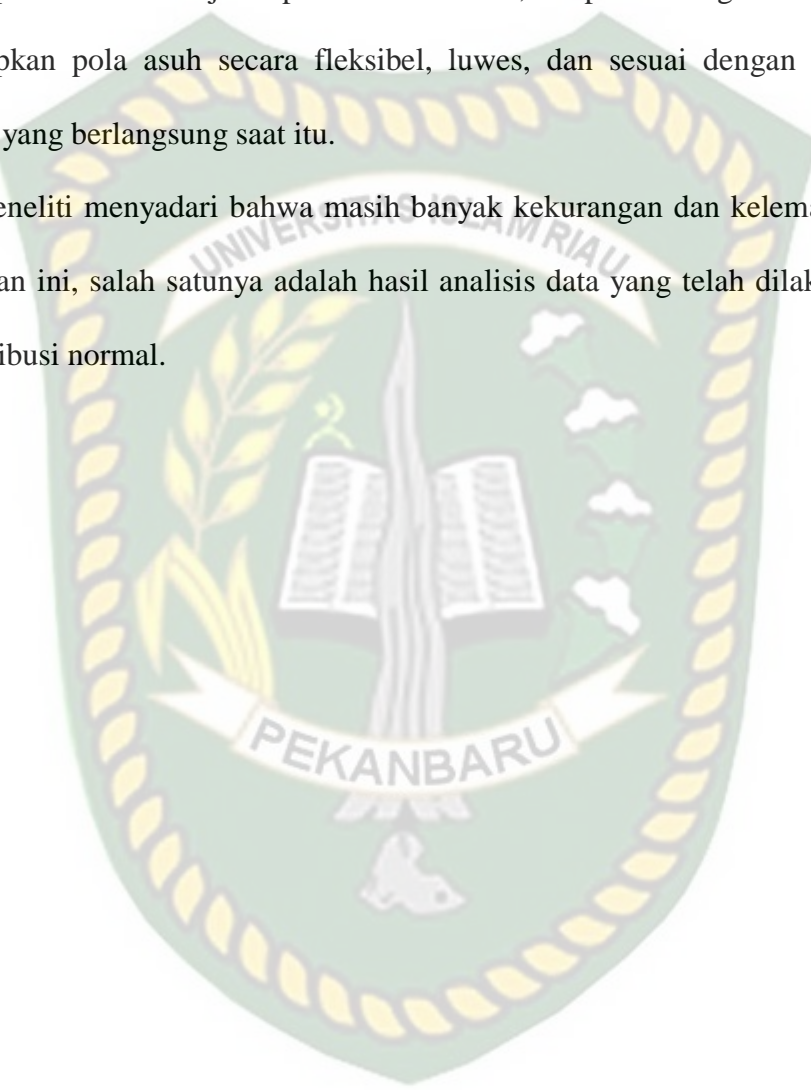 pkan pola asuh secara fleksibel, luwes, dan sesuai dengan
yang berlangsung saat itu.
eneliti menyadari bahwa masih banyak kekurangan dan kelema
an ini, salah satunya adalah hasil analisis data yang telah dilak
ibusi normal.
UNIVERSITAS ISLAM RIAU
PEKANBARU